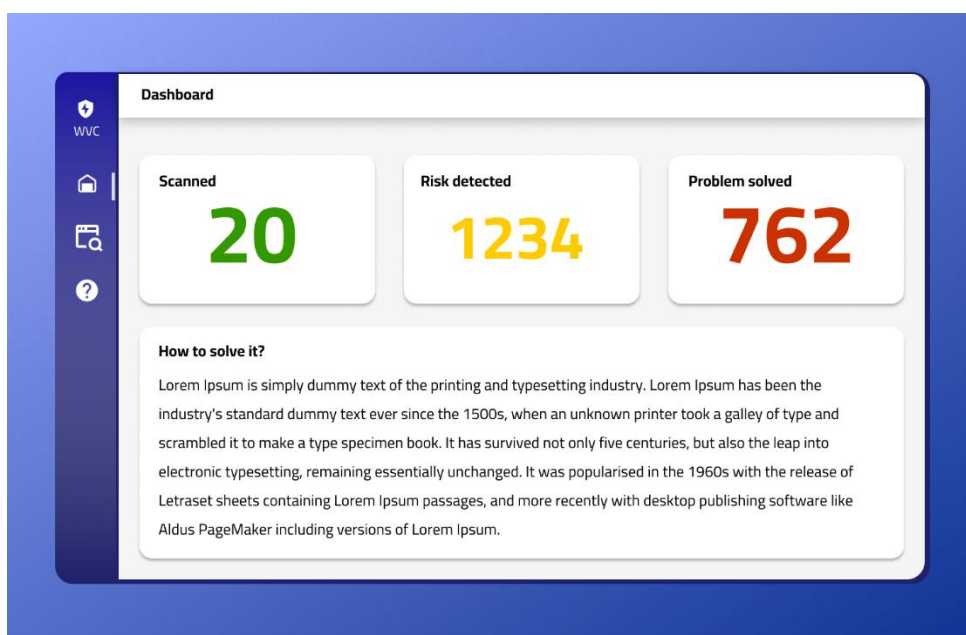 WVC
Dashboard
Scanned
20
Risk detected
1234
Problem solved
762
How to solve it?
Lorem Ipsum is simply dummy text of the printing and typesetting industry. Lorem Ipsum has been the
industry's standard dummy text ever since the 1500s, when an unknown printer took a galley of type and
scrambled it to make a type specimen book. It has survived not only five centuries, but also the leap into
electronic typesetting, remaining essentially unchanged. It was popularised in the 1960s with the release of
Letraset sheets containing Lorem Ipsum passages, and more recently with desktop publishing software like
Aldus PageMaker including versions of Lorem Ipsum.